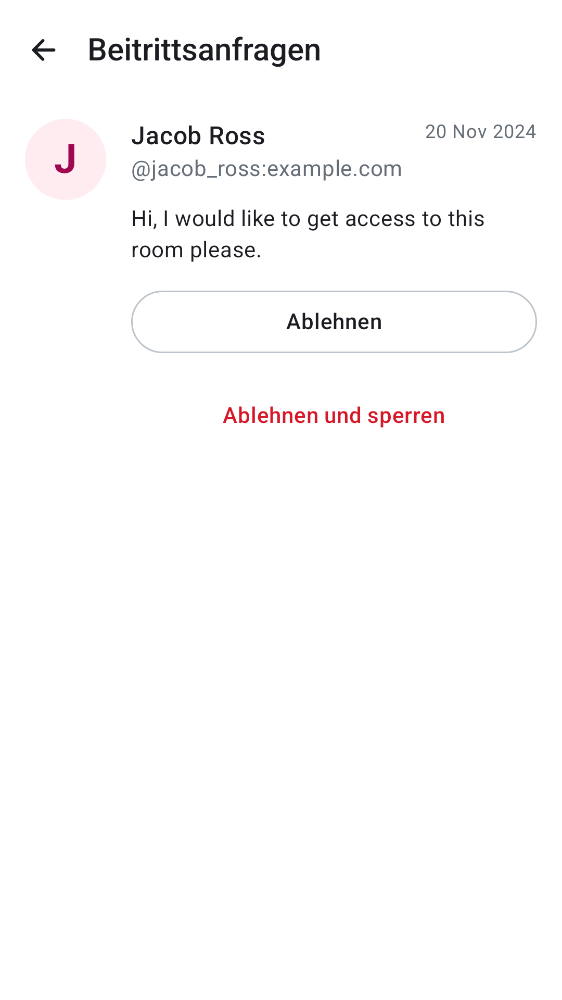 Beitrittsanfragen
J
Jacob Ross
20 Nov 2024
@jacob_ross:example.com
Hi, I would like to get access to this
room please.
Ablehnen
Ablehnen und sperren